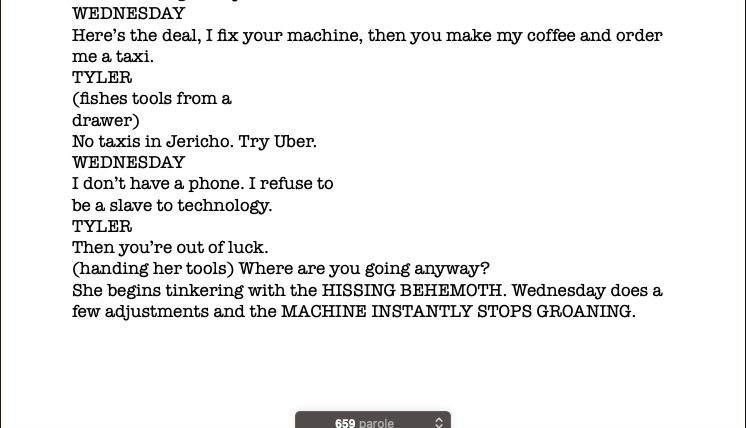 WEDNESDAY
Here's the deal, I fix your machine, then you make my coffee and order
me a taxi.
TYLER
(fishes tools from a
drawer)
No taxis in Jericho. Try Uber.
WEDNESDAY
I don't have a phone. I refuse to
be a slave to technology.
TYLER
Then you're out of luck.
(handing her tools) Where are you going anyway?
She begins tinkering with the HISSING BEHEMOTH. Wednesday does a
few adjustments and the MACHINE INSTANTLY STOPS GROANING.
659 parole